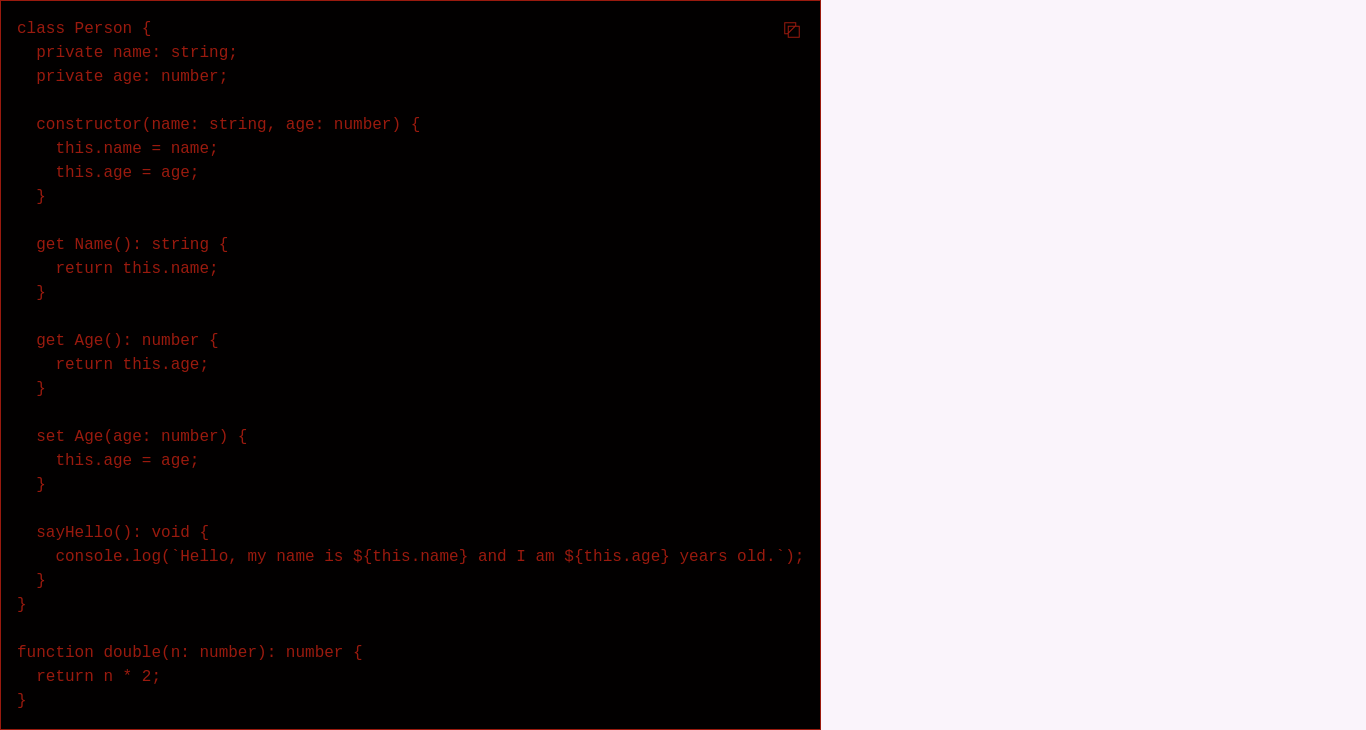 class Person {
  private name: string;
  private age: number;

  constructor(name: string, age: number) {
    this.name = name;
    this.age = age;
  }

  get Name(): string {
    return this.name;
  }

  get Age(): number {
    return this.age;
  }

  set Age(age: number) {
    this.age = age;
  }

  sayHello(): void {
    console.log(`Hello, my name is ${this.name} and I am ${this.age} years old.`);
  }
}

function double(n: number): number {
  return n * 2;
}